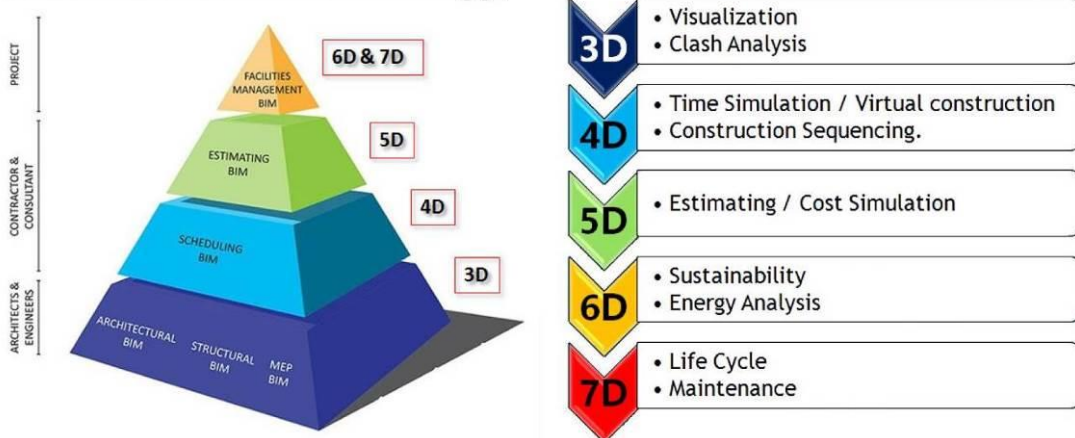 PROJECT
CONTRACTOR &
CONSULTANT
ARCHITECTS &
ENGINEERS
FACILITIES
MANAGEMENT
BIM
6D & 7D
ESTIMATING
BIM
5D
SCHEDULING
BIM
4D
3D
ARCHITECTURAL
BIM
STRUCTURAL
BIM
MEP
BIM
3D
• Visualization
• Clash Analysis
4D
• Time Simulation / Virtual construction
• Construction Sequencing.
5D
• Estimating / Cost Simulation
6D
• Sustainability
• Energy Analysis
7D
• Life Cycle
• Maintenance